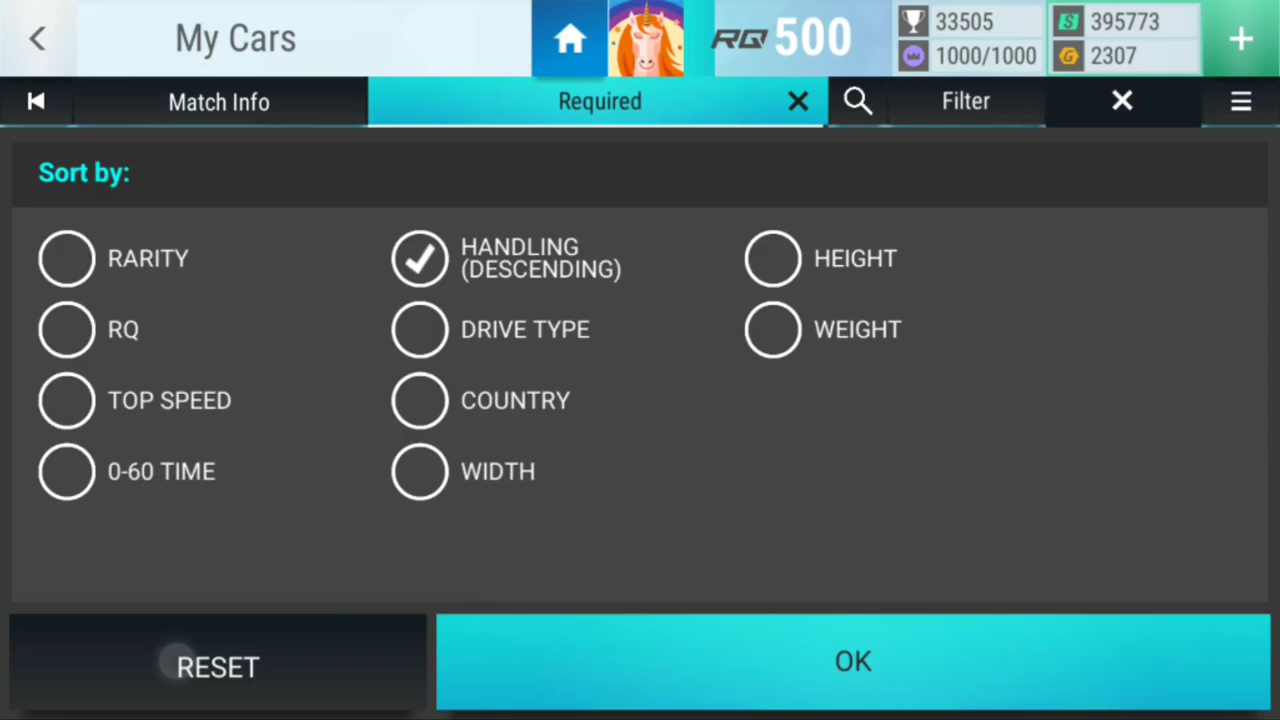 My Cars
RQ 500
33505
1000/1000
395773
2307
Match Info
Required
Filter
Sort by:
RARITY
HANDLING
(DESCENDING)
HEIGHT
RQ
DRIVE TYPE
WEIGHT
TOP SPEED
COUNTRY
0-60 TIME
WIDTH
RESET
OK